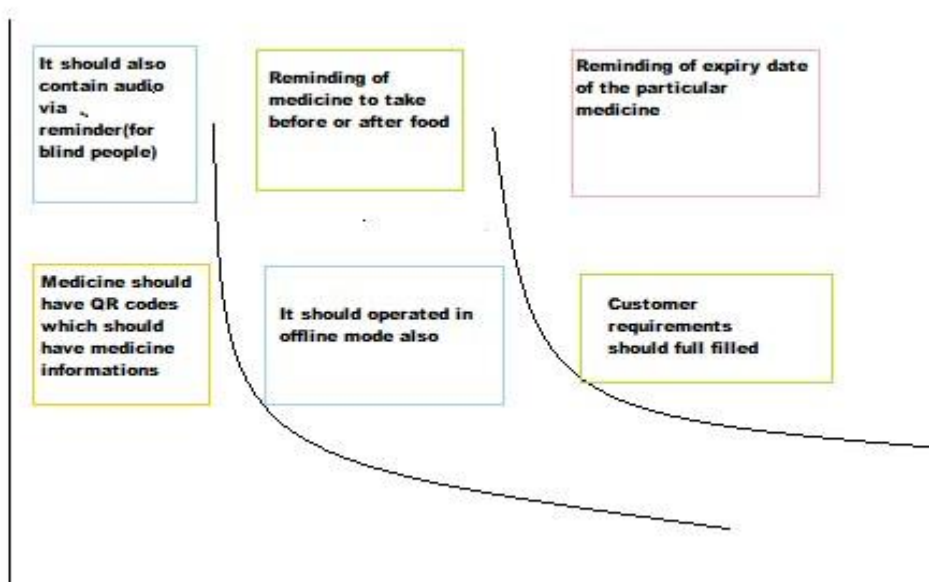 It should also
contain audio
via
reminder(for
blind people)
Reminding of
medicine to take
before or after food
Reminding of expiry date
of the particular
medicine
Medicine should
have QR codes
which should
have medicine
informations
It should operated in
offline mode also
Customer
requirements
should full filled